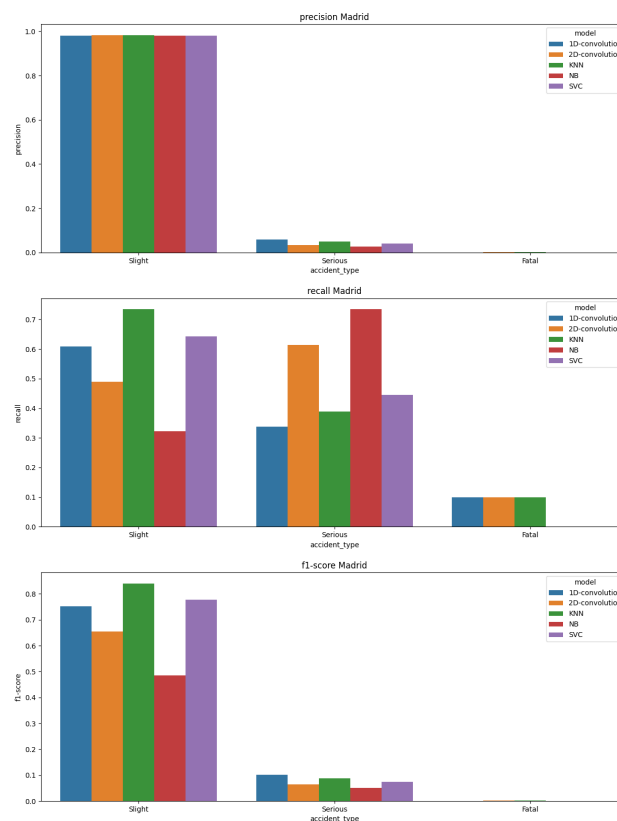 precision Madrid
model
1D-convolutio
2D-convolutio
KNN
NB
SVC
1.0
0.8
0.6
0.4
0.2
0.0
precision
Slight
Serious
Fatal
accident_type
recall Madrid
model
1D-convolutio
2D-convolutio
KNN
NB
SVC
0.7
0.6
0.5
0.4
0.3
0.2
0.1
0.0
recall
Slight
Serious
Fatal
accident_type
f1-score Madrid
model
1D-convolutio
2D-convolutio
KNN
NB
SVC
0.8
0.7
0.6
0.5
0.4
0.3
0.2
0.1
0.0
f1-score
Slight
Serious
Fatal
accident_type